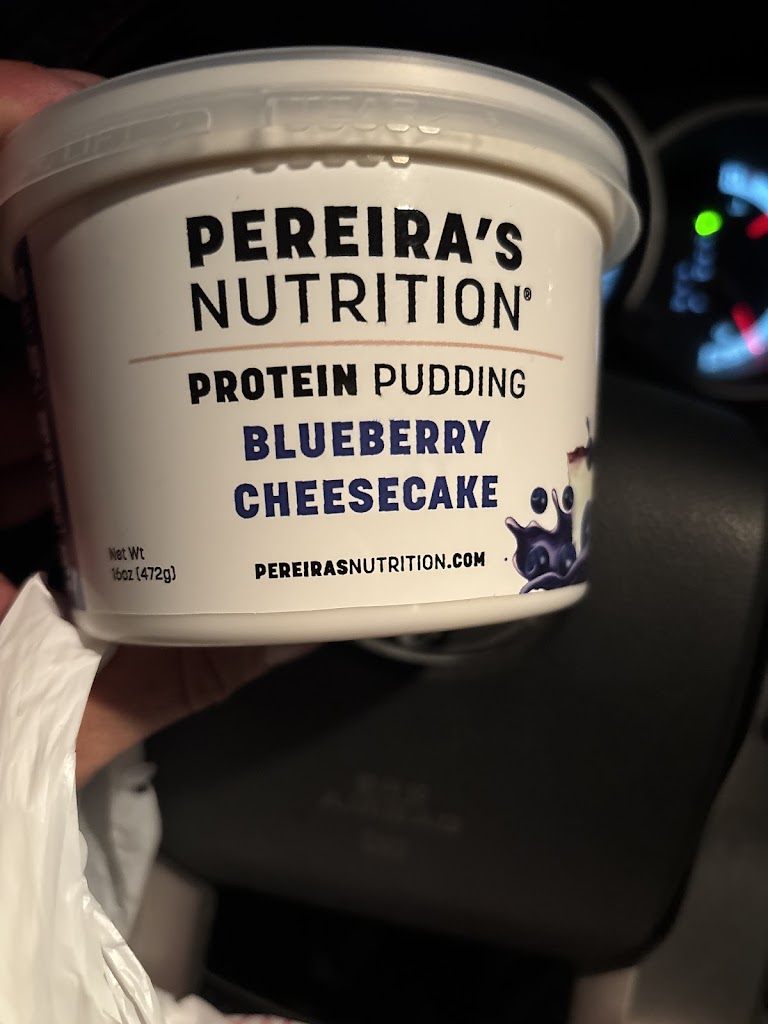 PEREIRA'S
NUTRITION®
PROTEIN PUDDING
BLUEBERRY
CHEESECAKE
Net Wt
16oz (472g)
PEREIRASNUTRITION.COM